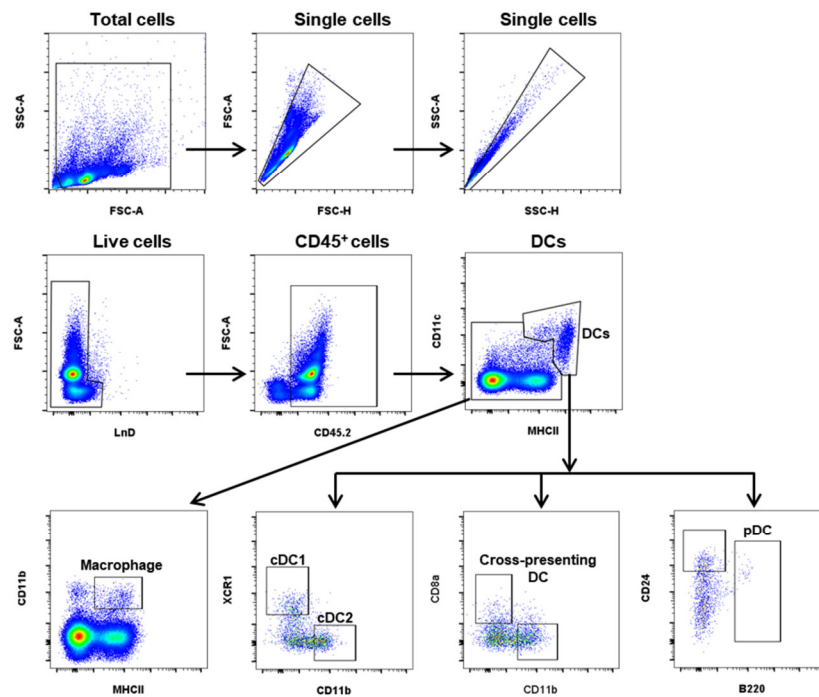 Total cells
Single cells
Single cells
SSC-A
FSC-A
SSC-A
FSC-A
FSC-H
SSC-H
Live cells
CD45+ cells
DCs
FSC-A
FSC-A
CD11c
DCs
LnD
CD45.2
MHCII
Macrophage
cDC1
cDC2
Cross-presenting
DC
pDC
CD11b
XCR1
CD8a
CD24
MHCII
CD11b
CD11b
B220